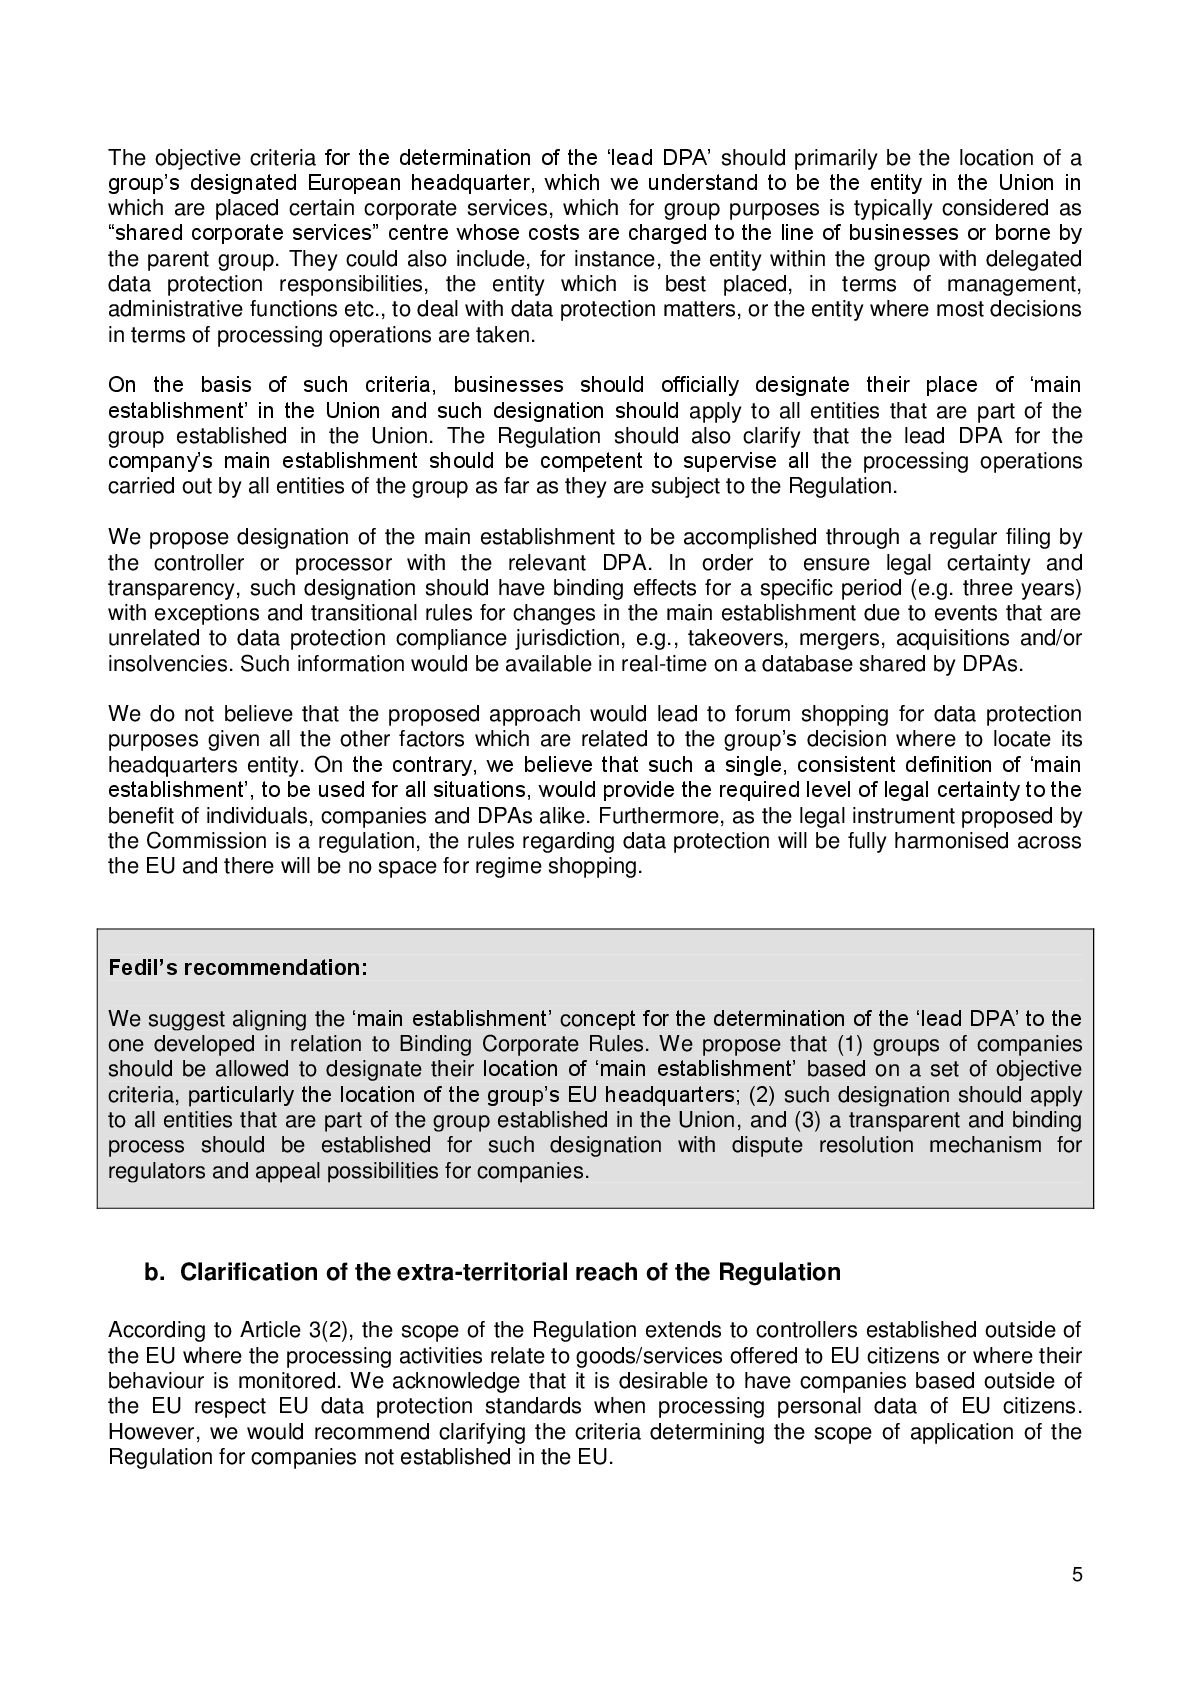 The objective criteria for the determination of the ‘lead DPA’ should primarily be the location of a
group’s designated European headquarter, which we understand to be the entity in the Union in
which are placed certain corporate services, which for group purposes is typically considered as
“shared corporate services” centre whose costs are charged to the line of businesses or borne by
the parent group. They could also include, for instance, the entity within the group with delegated
data protection responsibilities, the entity which is best placed, in terms of management,
administrative functions etc., to deal with data protection matters, or the entity where most decisions
in terms of processing operations are taken.
On the basis of such criteria, businesses should officially designate their place of ‘main
establishment’ in the Union and such designation should apply to all entities that are part of the
group established in the Union. The Regulation should also clarify that the lead DPA for the
company’s main establishment should be competent to supervise all the processing operations
carried out by all entities of the group as far as they are subject to the Regulation.
We propose designation of the main establishment to be accomplished through a regular filing by
the controller or processor with the relevant DPA. In order to ensure legal certainty and
transparency, such designation should have binding effects for a specific period (e.g. three years)
with exceptions and transitional rules for changes in the main establishment due to events that are
unrelated to data protection compliance jurisdiction, e.g., takeovers, mergers, acquisitions and/or
insolvencies. Such information would be available in real-time on a database shared by DPAs.
We do not believe that the proposed approach would lead to forum shopping for data protection
purposes given all the other factors which are related to the group’s decision where to locate its
headquarters entity. On the contrary, we believe that such a single, consistent definition of ‘main
establishment’, to be used for all situations, would provide the required level of legal certainty to the
benefit of individuals, companies and DPAs alike. Furthermore, as the legal instrument proposed by
the Commission is a regulation, the rules regarding data protection will be fully harmonised across
the EU and there will be no space for regime shopping.
Fedil’s recommendation:
We suggest aligning the ‘main establishment’ concept for the determination of the ‘lead DPA’ to the
one developed in relation to Binding Corporate Rules. We propose that (1) groups of companies
should be allowed to designate their location of ‘main establishment’ based on a set of objective
criteria, particularly the location of the group’s EU headquarters; (2) such designation should apply
to all entities that are part of the group established in the Union, and (3) a transparent and binding
process should be established for such designation with dispute resolution mechanism for
regulators and appeal possibilities for companies.
b. Clarification of the extra-territorial reach of the Regulation
According to Article 3(2), the scope of the Regulation extends to controllers established outside of
the EU where the processing activities relate to goods/services offered to EU citizens or where their
behaviour is monitored. We acknowledge that it is desirable to have companies based outside of
the EU respect EU data protection standards when processing personal data of EU citizens.
However, we would recommend clarifying the criteria determining the scope of application of the
Regulation for companies not established in the EU.
5